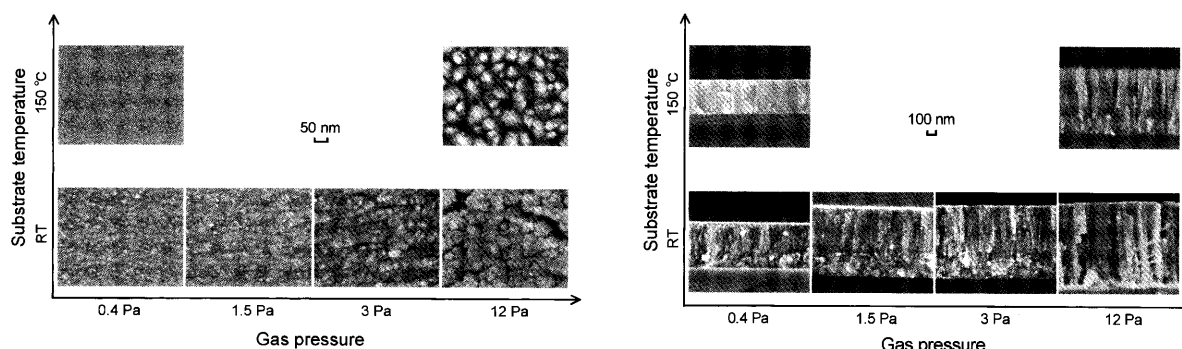 Substrate temperature
150 °C
RT
50 nm
0.4 Pa
1.5 Pa
3 Pa
12 Pa
Gas pressure
Substrate temperature
150 °C
RT
100 nm
0.4 Pa
1.5 Pa
3 Pa
12 Pa
Gas pressure